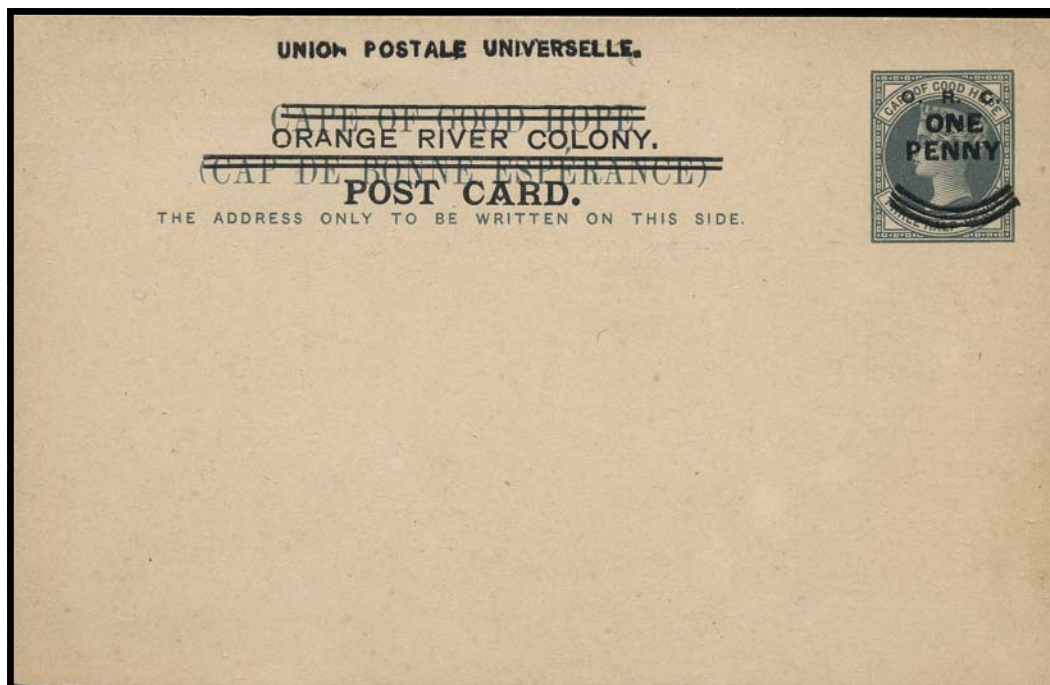 UNION POSTALE UNIVERSELLE.
CAPE OF GOOD HOPE
ORANGE RIVER COLONY.
(CAP DE BONNE ESPÉRANCE)
POST CARD.
THE ADDRESS ONLY TO BE WRITTEN ON THIS SIDE.
CAPE OF GOOD HOPE
O. R. C.
ONE
PENNY